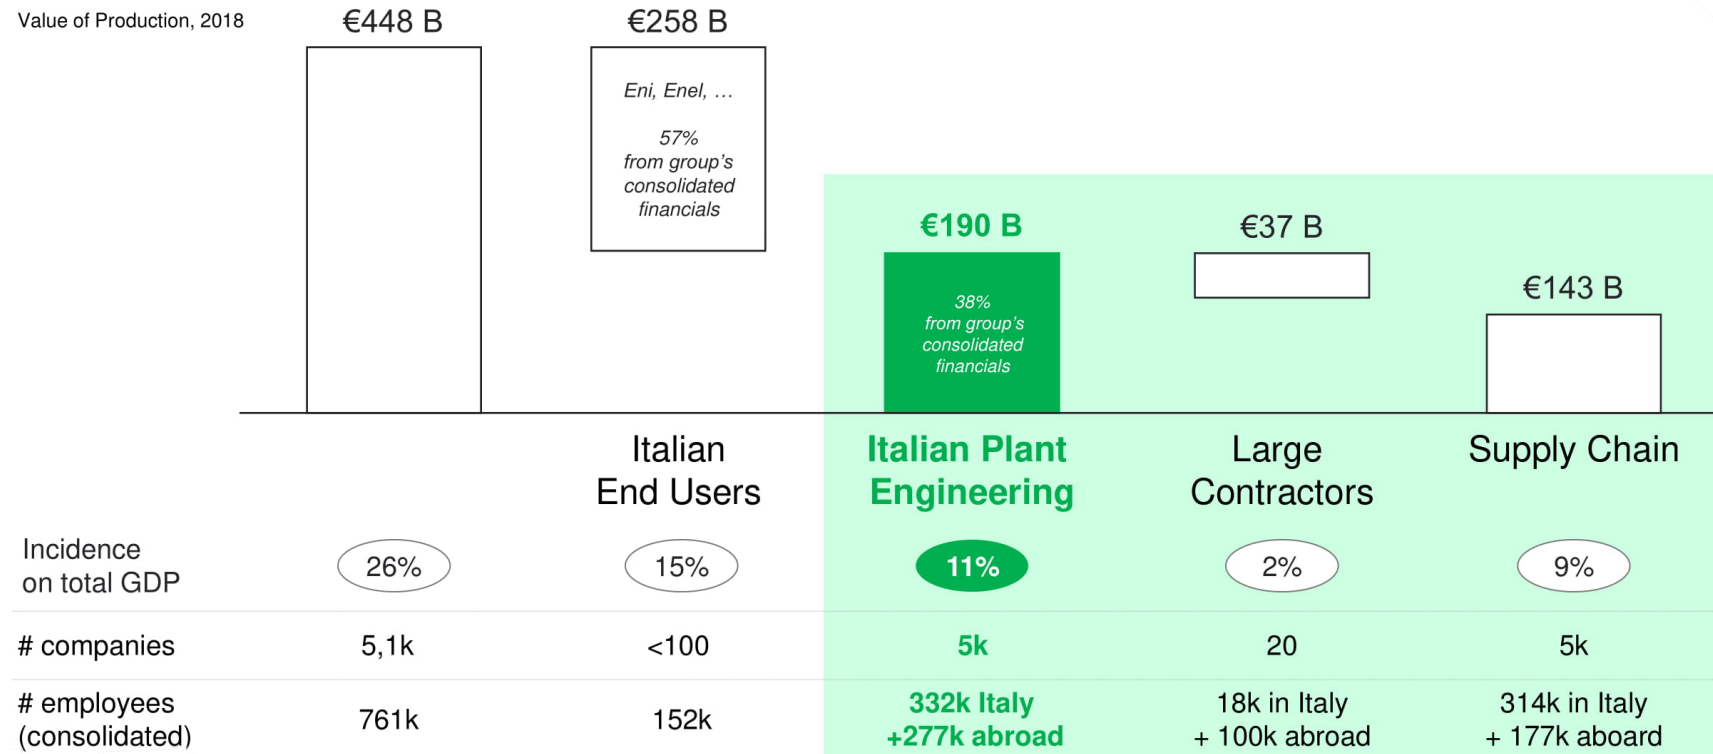 Value of Production, 2018
€448 B
€258 B
Eni, Enel, …
57%
from group's
consolidated
financials
€190 B
38%
from group's
consolidated
financials
€37 B
€143 B
Italian
End Users
Italian Plant
Engineering
Large
Contractors
Supply Chain
Incidence
on total GDP
26%
15%
11%
2%
9%
# companies
5,1k
<100
5k
20
5k
# employees
(consolidated)
761k
152k
332k Italy
+277k abroad
18k in Italy
+ 100k abroad
314k in Italy
+ 177k aboard